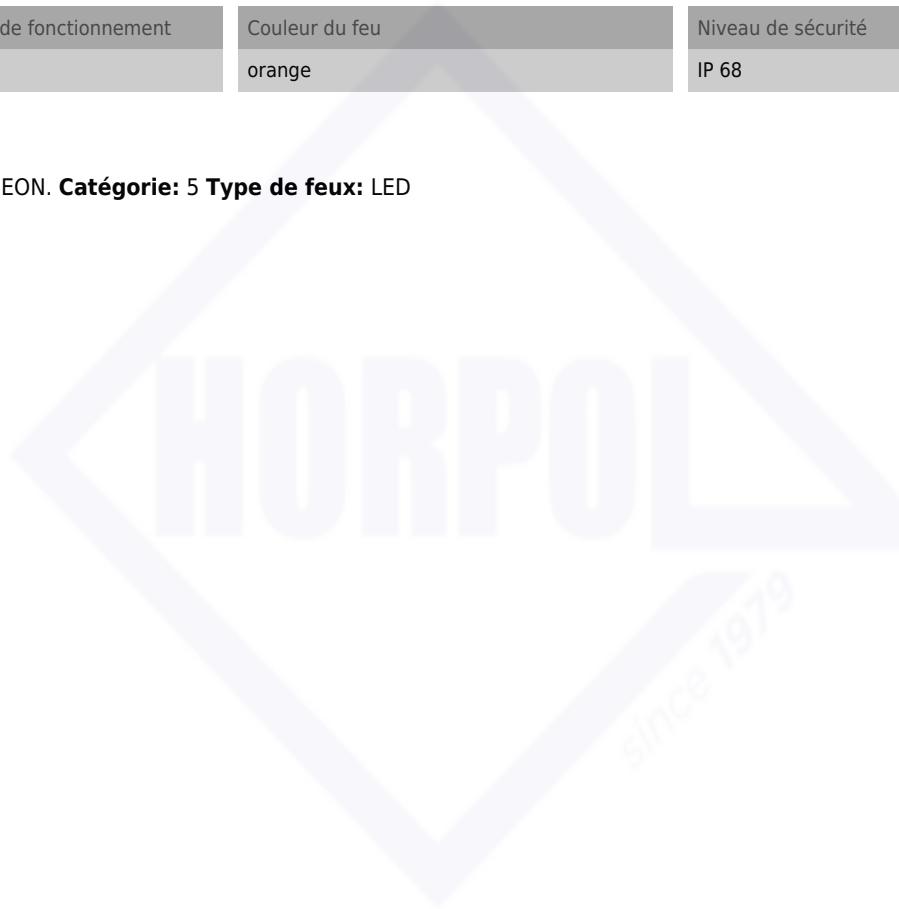 de fonctionnement Couleur du feu Niveau de sécurité
orange IP 68
EON. Catégorie: 5 Type de feux: LED
HORPOL
since 1979